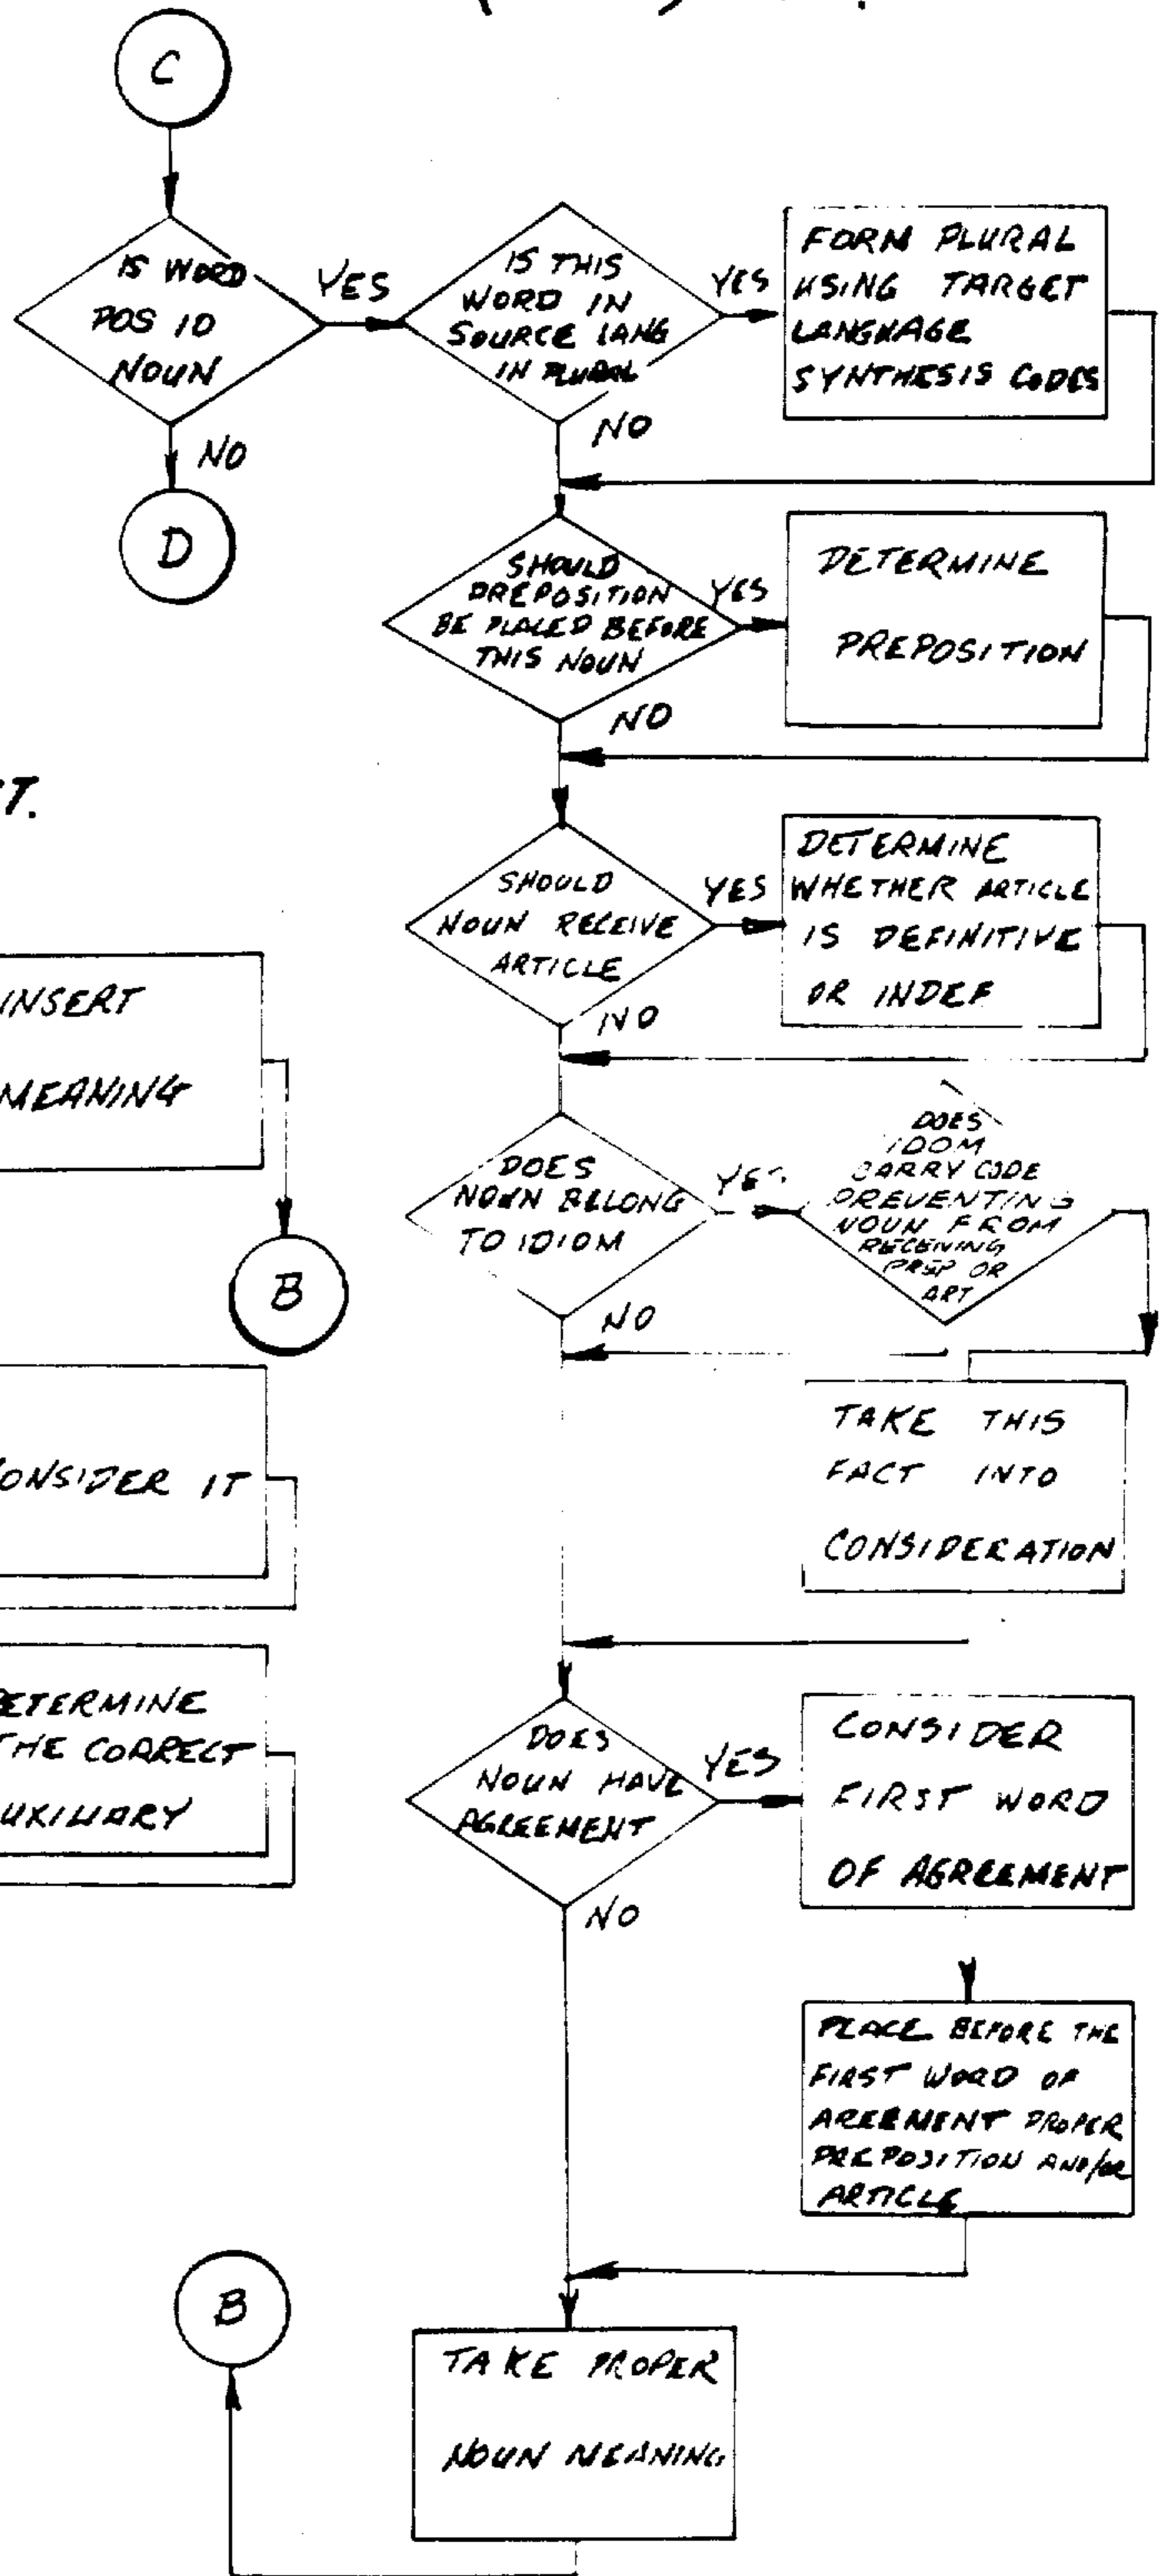 C
IS WORD
POS ID
NOUN
YES
NO
D
IS THIS
WORD IN
SOURCE LANG
IN PLURAL
YES
NO
FORM PLURAL
USING TARGET
LANGUAGE
SYNTHESIS CODES
SHOULD
PREPOSITION
BE PLACED BEFORE
THIS NOUN
YES
NO
DETERMINE
PREPOSITION
SHOULD
NOUN RECEIVE
ARTICLE
YES
NO
DETERMINE
WHETHER ARTICLE
IS DEFINITIVE
OR INDEF
INSERT
MEANING
B
DOES
NOUN BELONG
TO IDIOM
YES
NO
DOES
IDOM
CARRY CODE
PREVENTING
NOUN FROM
RECEIVING
PREP OR
ART
TAKE THIS
FACT INTO
CONSIDERATION
CONSIDER IT
DETERMINE
THE CORRECT
AUXILIARY
DOES
NOUN HAVE
AGREEMENT
YES
NO
CONSIDER
FIRST WORD
OF AGREEMENT
PLACE BEFORE THE
FIRST WORD OF
AREEMENT PROPER
PREPOSITION AND/OR
ARTICLE
B
TAKE PROPER
NOUN MEANING